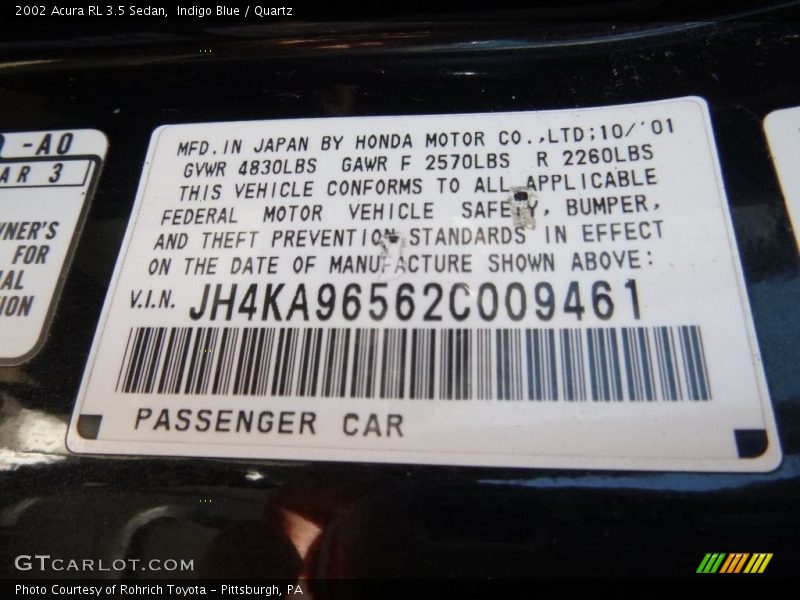 2002 Acura RL 3.5 Sedan, Indigo Blue / Quartz
-A0
AR 3
WNER'S
FOR
ION
MFD. IN JAPAN BY HONDA MOTOR CO.,LTD;10/'01
GVWR 4830LBS GAWR F 2570LBS R 2260LBS
THIS VEHICLE CONFORMS TO ALL APPLICABLE
FEDERAL MOTOR VEHICLE SAFETY, BUMPER,
AND THEFT PREVENTION STANDARDS IN EFFECT
ON THE DATE OF MANUFACTURE SHOWN ABOVE:
V.I.N. JH4KA96562C009461
PASSENGER CAR
GTCARLOT.COM
Photo Courtesy of Rohrich Toyota - Pittsburgh, PA